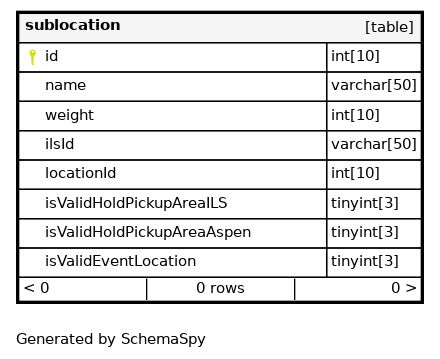 sublocation [table]
id int[10]
name varchar[50]
weight int[10]
ilsId varchar[50]
locationId int[10]
isValidHoldPickupAreaILS tinyint[3]
isValidHoldPickupAreaAspen tinyint[3]
isValidEventLocation tinyint[3]
< 0 0 rows 0 >
Generated by SchemaSpy